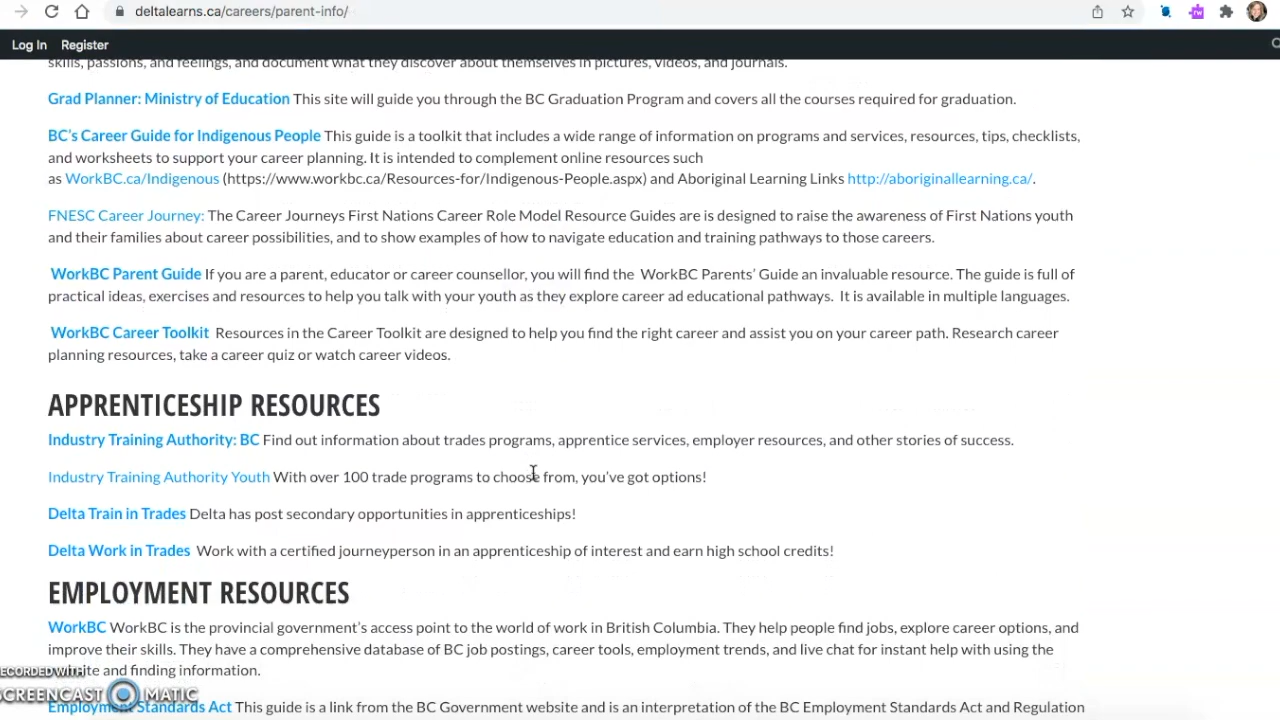 deltalearns.ca/careers/parent-info/
Log In Register
skills, passions, and feelings, and document what they discover about themselves in pictures, videos, and journals.
Grad Planner: Ministry of Education This site will guide you through the BC Graduation Program and covers all the courses required for graduation.
BC's Career Guide for Indigenous People This guide is a toolkit that includes a wide range of information on programs and services, resources, tips, checklists,
and worksheets to support your career planning. It is intended to complement online resources such
as WorkBC.ca/Indigenous (https://www.workbc.ca/Resources-for/Indigenous-People.aspx) and Aboriginal Learning Links http://aboriginallearning.ca/.
FNESC Career Journey: The Career Journeys First Nations Career Role Model Resource Guides are is designed to raise the awareness of First Nations youth
and their families about career possibilities, and to show examples of how to navigate education and training pathways to those careers.
WorkBC Parent Guide If you are a parent, educator or career counsellor, you will find the WorkBC Parents' Guide an invaluable resource. The guide is full of
practical ideas, exercises and resources to help you talk with your youth as they explore career ad educational pathways. It is available in multiple languages.
WorkBC Career Toolkit Resources in the Career Toolkit are designed to help you find the right career and assist you on your career path. Research career
planning resources, take a career quiz or watch career videos.
APPRENTICESHIP RESOURCES
Industry Training Authority: BC Find out information about trades programs, apprentice services, employer resources, and other stories of success.
Industry Training Authority Youth With over 100 trade programs to choose from, you've got options!
Delta Train in Trades Delta has post secondary opportunities in apprenticeships!
Delta Work in Trades Work with a certified journeyperson in an apprenticeship of interest and earn high school credits!
EMPLOYMENT RESOURCES
WorkBC WorkBC is the provincial government's access point to the world of work in British Columbia. They help people find jobs, explore career options, and
improve their skills. They have a comprehensive database of BC job postings, career tools, employment trends, and live chat for instant help with using the
and finding information.
ECORDED WITH
SCREENCAST MATIC
Employment Standards Act This guide is a link from the BC Government website and is an interpretation of the BC Employment Standards Act and Regulation